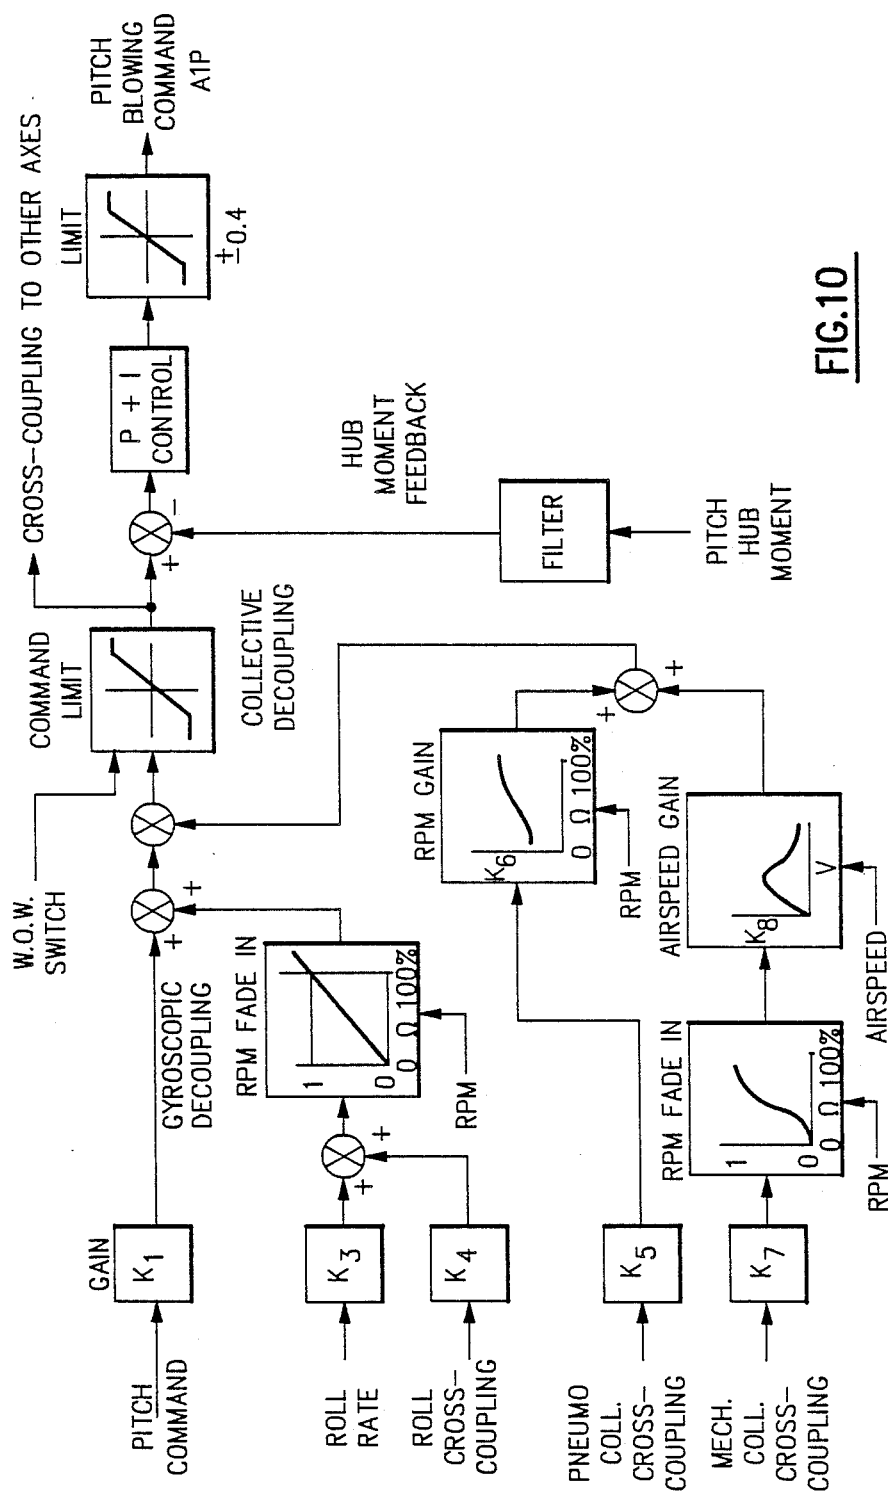 PITCH
COMMAND
GAIN
K1
GYROSCOPIC
DECOUPLING
+
+
W.O.W.
SWITCH
COMMAND
LIMIT
CROSS-COUPLING TO OTHER AXES
+
-
P + I
CONTROL
LIMIT
±0.4
PITCH
BLOWING
COMMAND
A1P
ROLL
RATE
K3
ROLL
CROSS-
COUPLING
K4
+
+
RPM FADE IN
1
0
0 Ω 100%
RPM
COLLECTIVE
DECOUPLING
HUB
MOMENT
FEEDBACK
FILTER
PITCH
HUB
MOMENT
PNEUMO
COLL.
CROSS-
COUPLING
K5
RPM GAIN
K6
0 Ω 100%
RPM
+
+
MECH.
COLL.
CROSS-
COUPLING
K7
RPM FADE IN
1
0
0 Ω 100%
RPM
AIRSPEED GAIN
K8
V
AIRSPEED
FIG.10